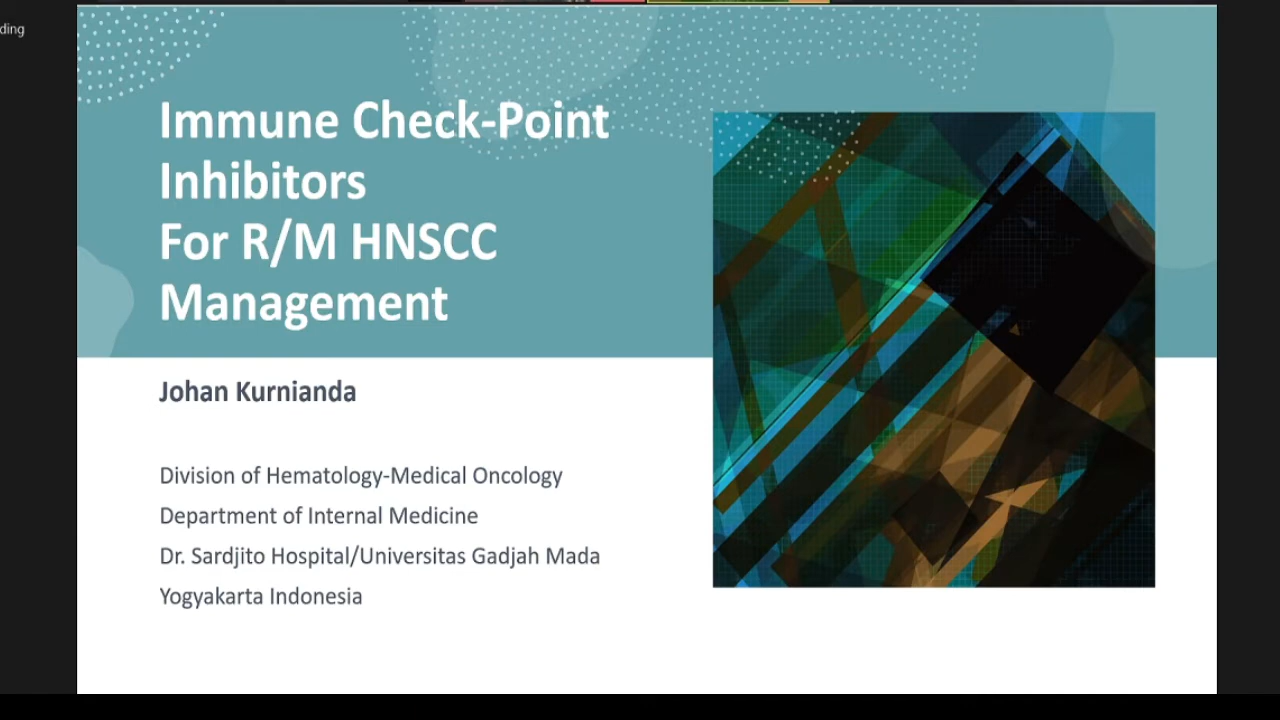 ding
Immune Check-Point
Inhibitors
For R/M HNSCC
Management
Johan Kurnianda
Division of Hematology-Medical Oncology
Department of Internal Medicine
Dr. Sardjito Hospital/Universitas Gadjah Mada
Yogyakarta Indonesia